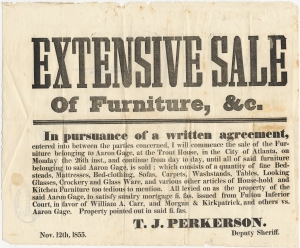 EXTENSIVE SALE
Of Furniture, &c.
In pursuance of a written agreement,
entered into between the parties concerned, I will commence the sale of the Fur-
niture belonging to Aaron Gage, at the Trout House, in the City of Atlanta, on
Monday the 26th inst., and continue from day to day, until all of said furniture
belonging to said Aaron Gage, is sold; which consists of a quantity of fine Bed-
steads, Mattrasses, Bed-clothing, Sofas, Carpets, Washstands, Tables, Looking
Glasses, Crockery and Glass Ware, and various other articles of House-hold and
Kitchen Furniture too tedious to mention. All levied on as the property of the
said Aaron Gage, to satisfy sundry mortgage fi. fas. issued from Fulton Inferior
Court, in favor of William A. Carr, and Morgan & Kirkpatrick, and others vs.
Aaron Gage. Property pointed out in said fi. fas.
T. J. PERKERSON.
Nov. 12th, 1855. Deputy Sheriff.